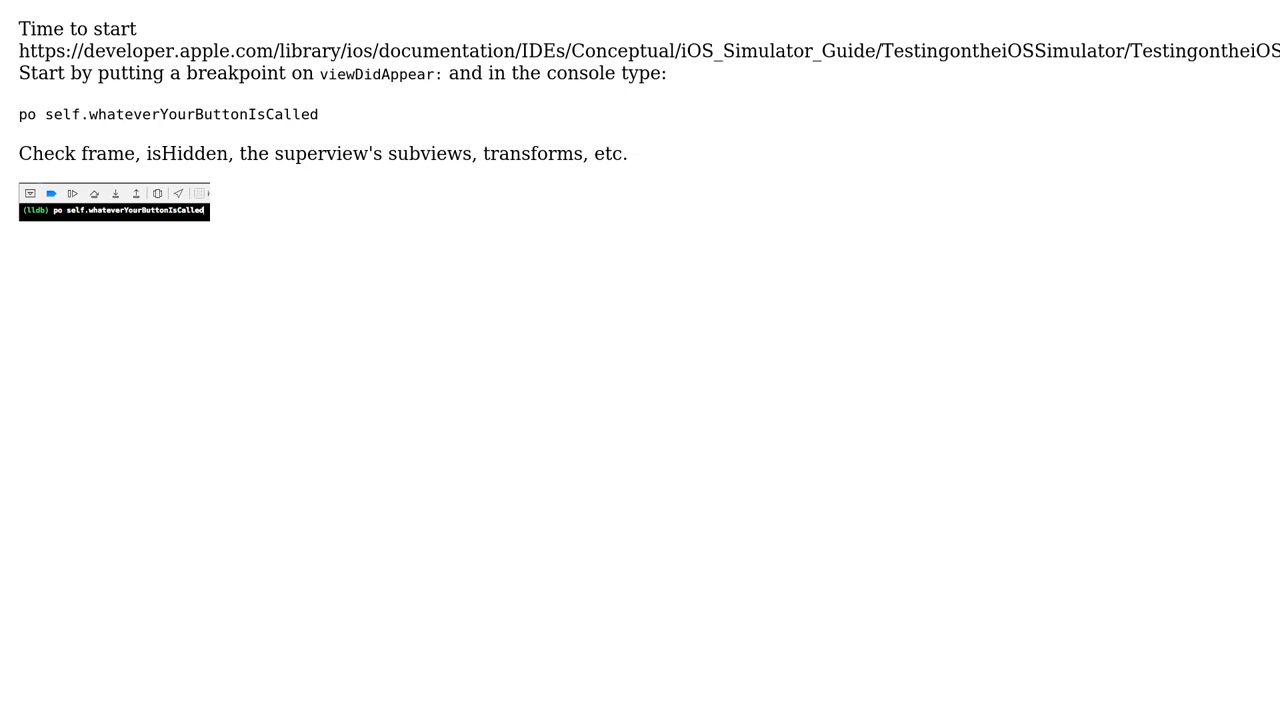 Time to start
https://developer.apple.com/library/ios/documentation/IDEs/Conceptual/iOS_Simulator_Guide/TestingontheiOSSimulator/TestingontheiOS
Start by putting a breakpoint on viewDidAppear: and in the console type:
po self.whateverYourButtonIsCalled
Check frame, isHidden, the superview's subviews, transforms, etc.
(lldb) po self.whateverYourButtonIsCalled